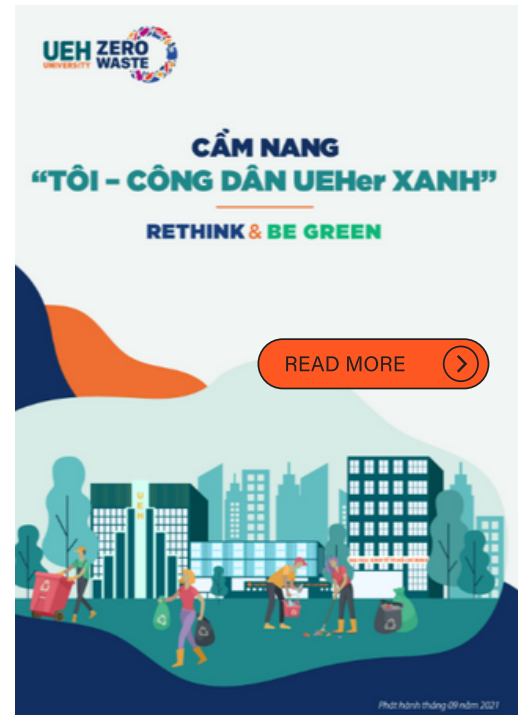 UEH ZERO
UNIVERSITY WASTE
CẨM NANG
“TÔI – CÔNG DÂN UEHer XANH”
RETHINK & BE GREEN
READ MORE
UEH
Phát hành tháng 09 năm 2021